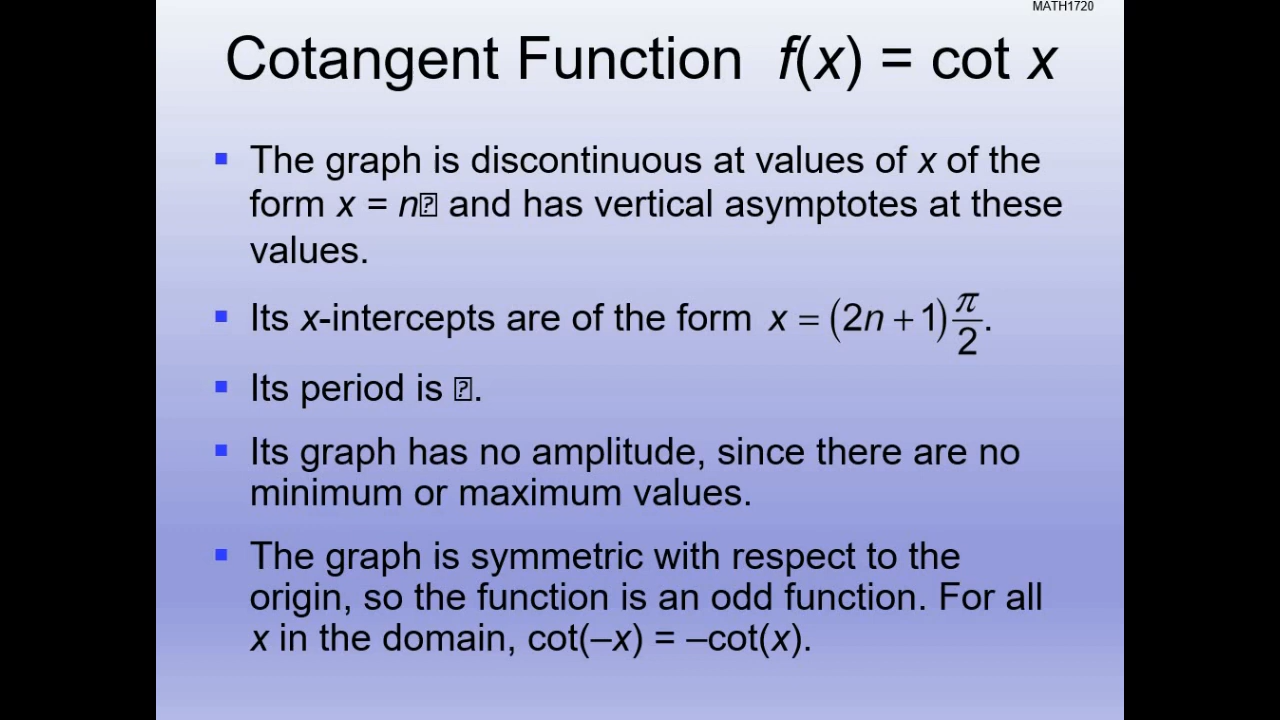 MATH1720
Cotangent Function f(x) = cot x
▪ The graph is discontinuous at values of x of the
form x = n⍰ and has vertical asymptotes at these
values.
▪ Its x-intercepts are of the form x = (2n + 1) π/2.
▪ Its period is ⍰.
▪ Its graph has no amplitude, since there are no
minimum or maximum values.
▪ The graph is symmetric with respect to the
origin, so the function is an odd function. For all
x in the domain, cot(–x) = –cot(x).